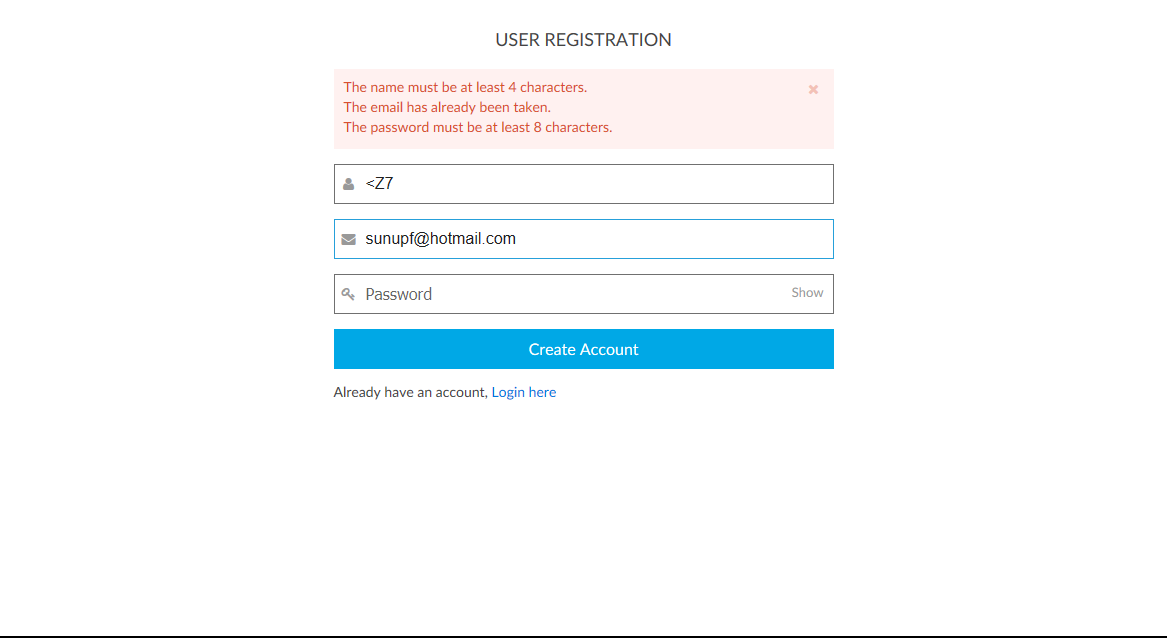 USER REGISTRATION
The name must be at least 4 characters.
The email has already been taken.
The password must be at least 8 characters.
<Z7
sunupf@hotmail.com
Password Show
Create Account
Already have an account, Login here